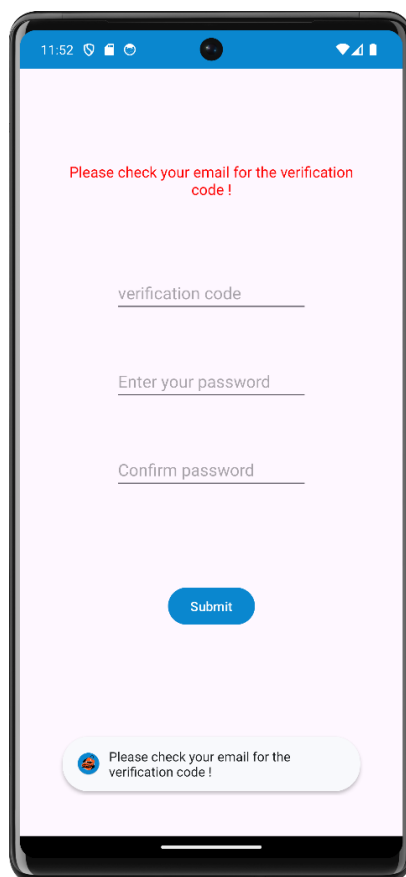 11:52
Please check your email for the verification
code !
verification code
Enter your password
Confirm password
Submit
Please check your email for the
verification code !